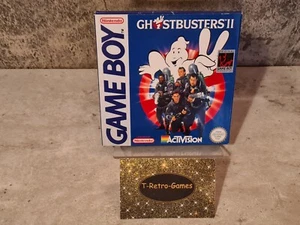 GAME BOY
GHOSTBUSTERS II
Nintendo
ACTIVISION
T-Retro-Games